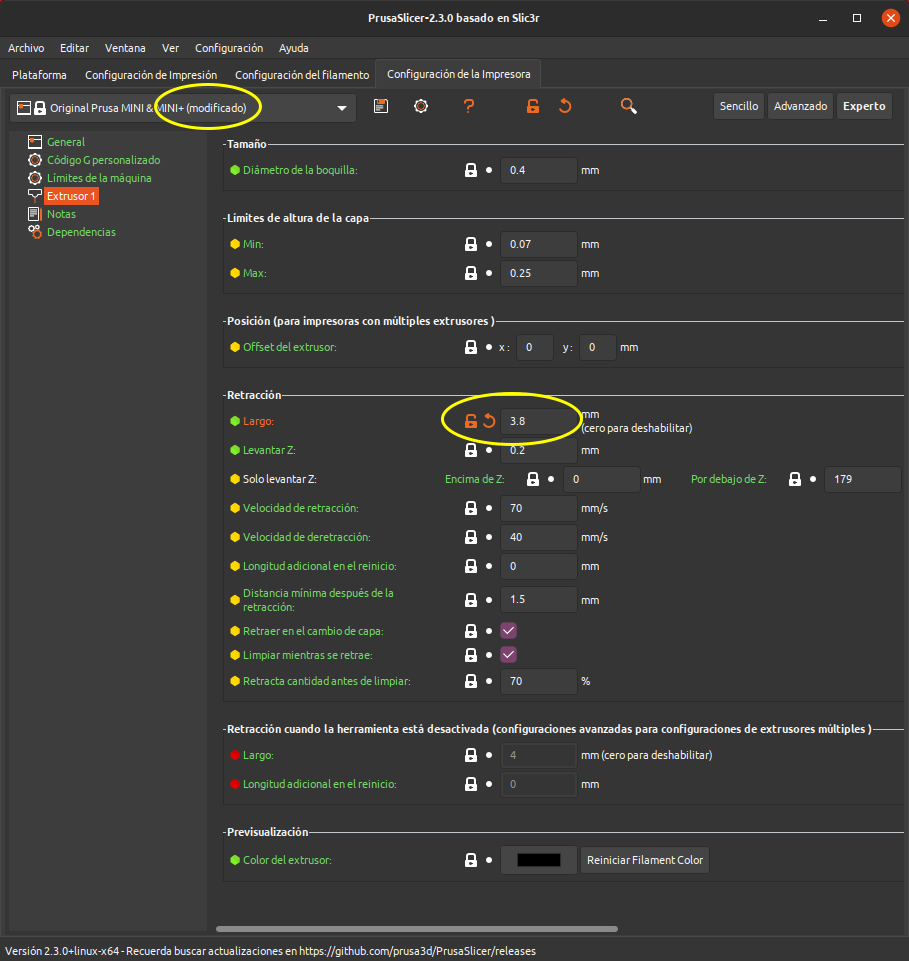 PrusaSlicer-2.3.0 basado en Slic3r
Archivo Editar Ventana Ver Configuración Ayuda
Plataforma Configuración de Impresión Configuración del filamento Configuración de la Impresora
Original Prusa MINI & MINI+ (modificado) ? Sencillo Avanzado Experto
General
Código G personalizado
Límites de la máquina
Extrusor 1
Notas
Dependencias
Tamaño
Diámetro de la boquilla: 0.4 mm
Límites de altura de la capa
Min: 0.07 mm
Max: 0.25 mm
Posición (para impresoras con múltiples extrusores )
Offset del extrusor: x : 0 y : 0 mm
Retracción
Largo: 3.8 mm
(cero para deshabilitar)
Levantar Z: 0.2 mm
Solo levantar Z: Encima de Z: 0 mm Por debajo de Z: 179
Velocidad de retracción: 70 mm/s
Velocidad de deretracción: 40 mm/s
Longitud adicional en el reinicio: 0 mm
Distancia mínima después de la
retracción: 1.5 mm
Retraer en el cambio de capa:
Limpiar mientras se retrae:
Retracta cantidad antes de limpiar: 70 %
Retracción cuando la herramienta está desactivada (configuraciones avanzadas para configuraciones de extrusores múltiples )
Largo: 4 mm (cero para deshabilitar)
Longitud adicional en el reinicio: 0 mm
Previsualización
Color del extrusor: Reiniciar Filament Color
Versión 2.3.0+linux-x64 - Recuerda buscar actualizaciones en https://github.com/prusa3d/PrusaSlicer/releases